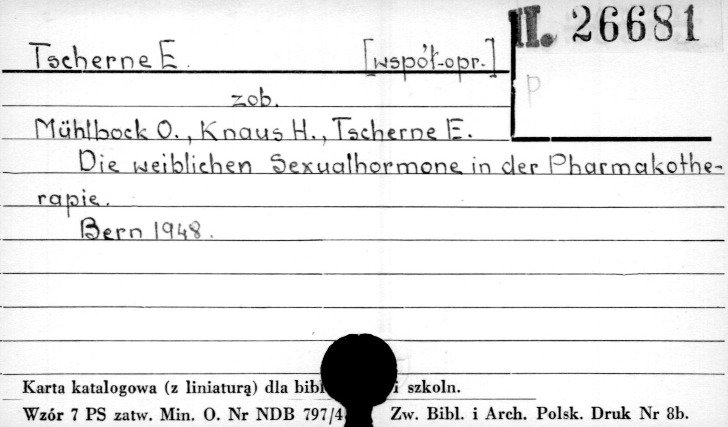 II. 26681
Tscherne E. [współ-opr.]
p
zob.
Mühlbock O., Knaus H., Tscherne E.
Die weiblichen Sexualhormone in der Pharmakothe-
rapie.
Bern 1948.
Karta katalogowa (z liniaturą) dla i szkoln.
Wzór 7 PS zatw. Min. O. Nr NDB 797/4 Zw. Bibl. i Arch. Polsk. Druk Nr 8b.